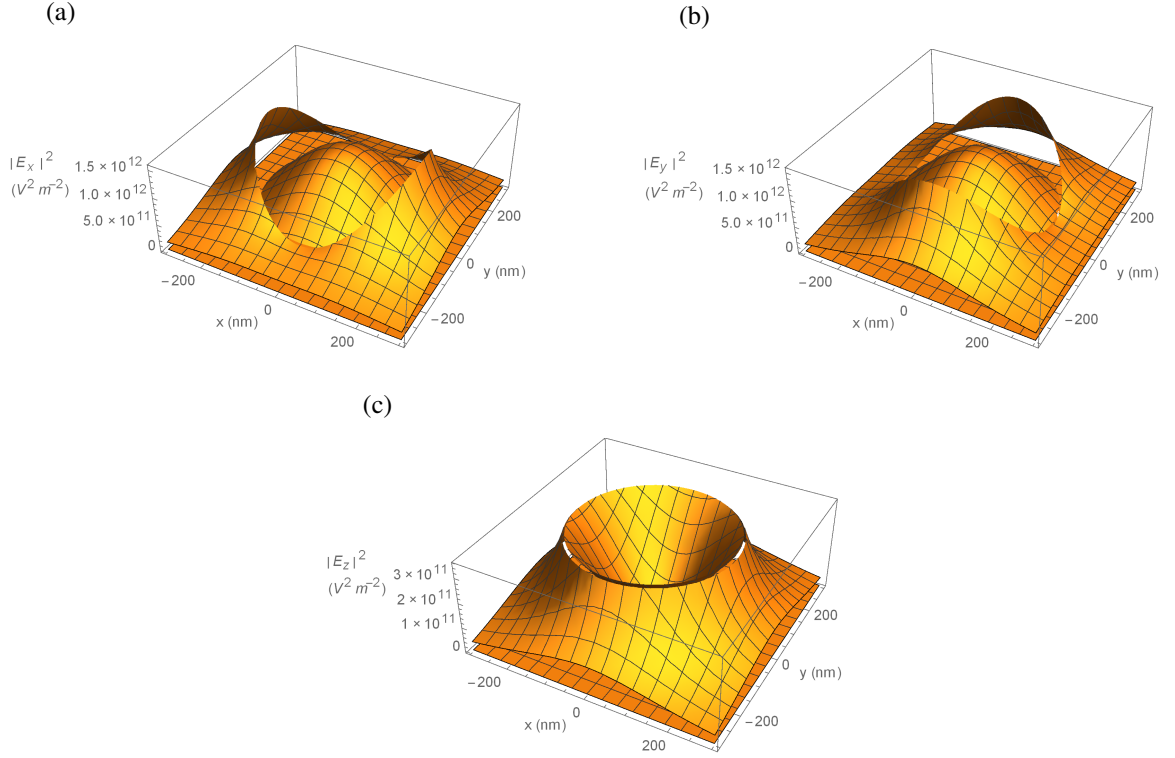 (a)
|E_x|^2
(V^2 m^-2)
1.5 × 10^12
1.0 × 10^12
5.0 × 10^11
0
-200
0
200
x (nm)
-200
0
200
y (nm)
(b)
|E_y|^2
(V^2 m^-2)
1.5 × 10^12
1.0 × 10^12
5.0 × 10^11
0
-200
0
200
x (nm)
-200
0
200
y (nm)
(c)
|E_z|^2
(V^2 m^-2)
3 × 10^11
2 × 10^11
1 × 10^11
0
-200
0
200
x (nm)
-200
0
200
y (nm)